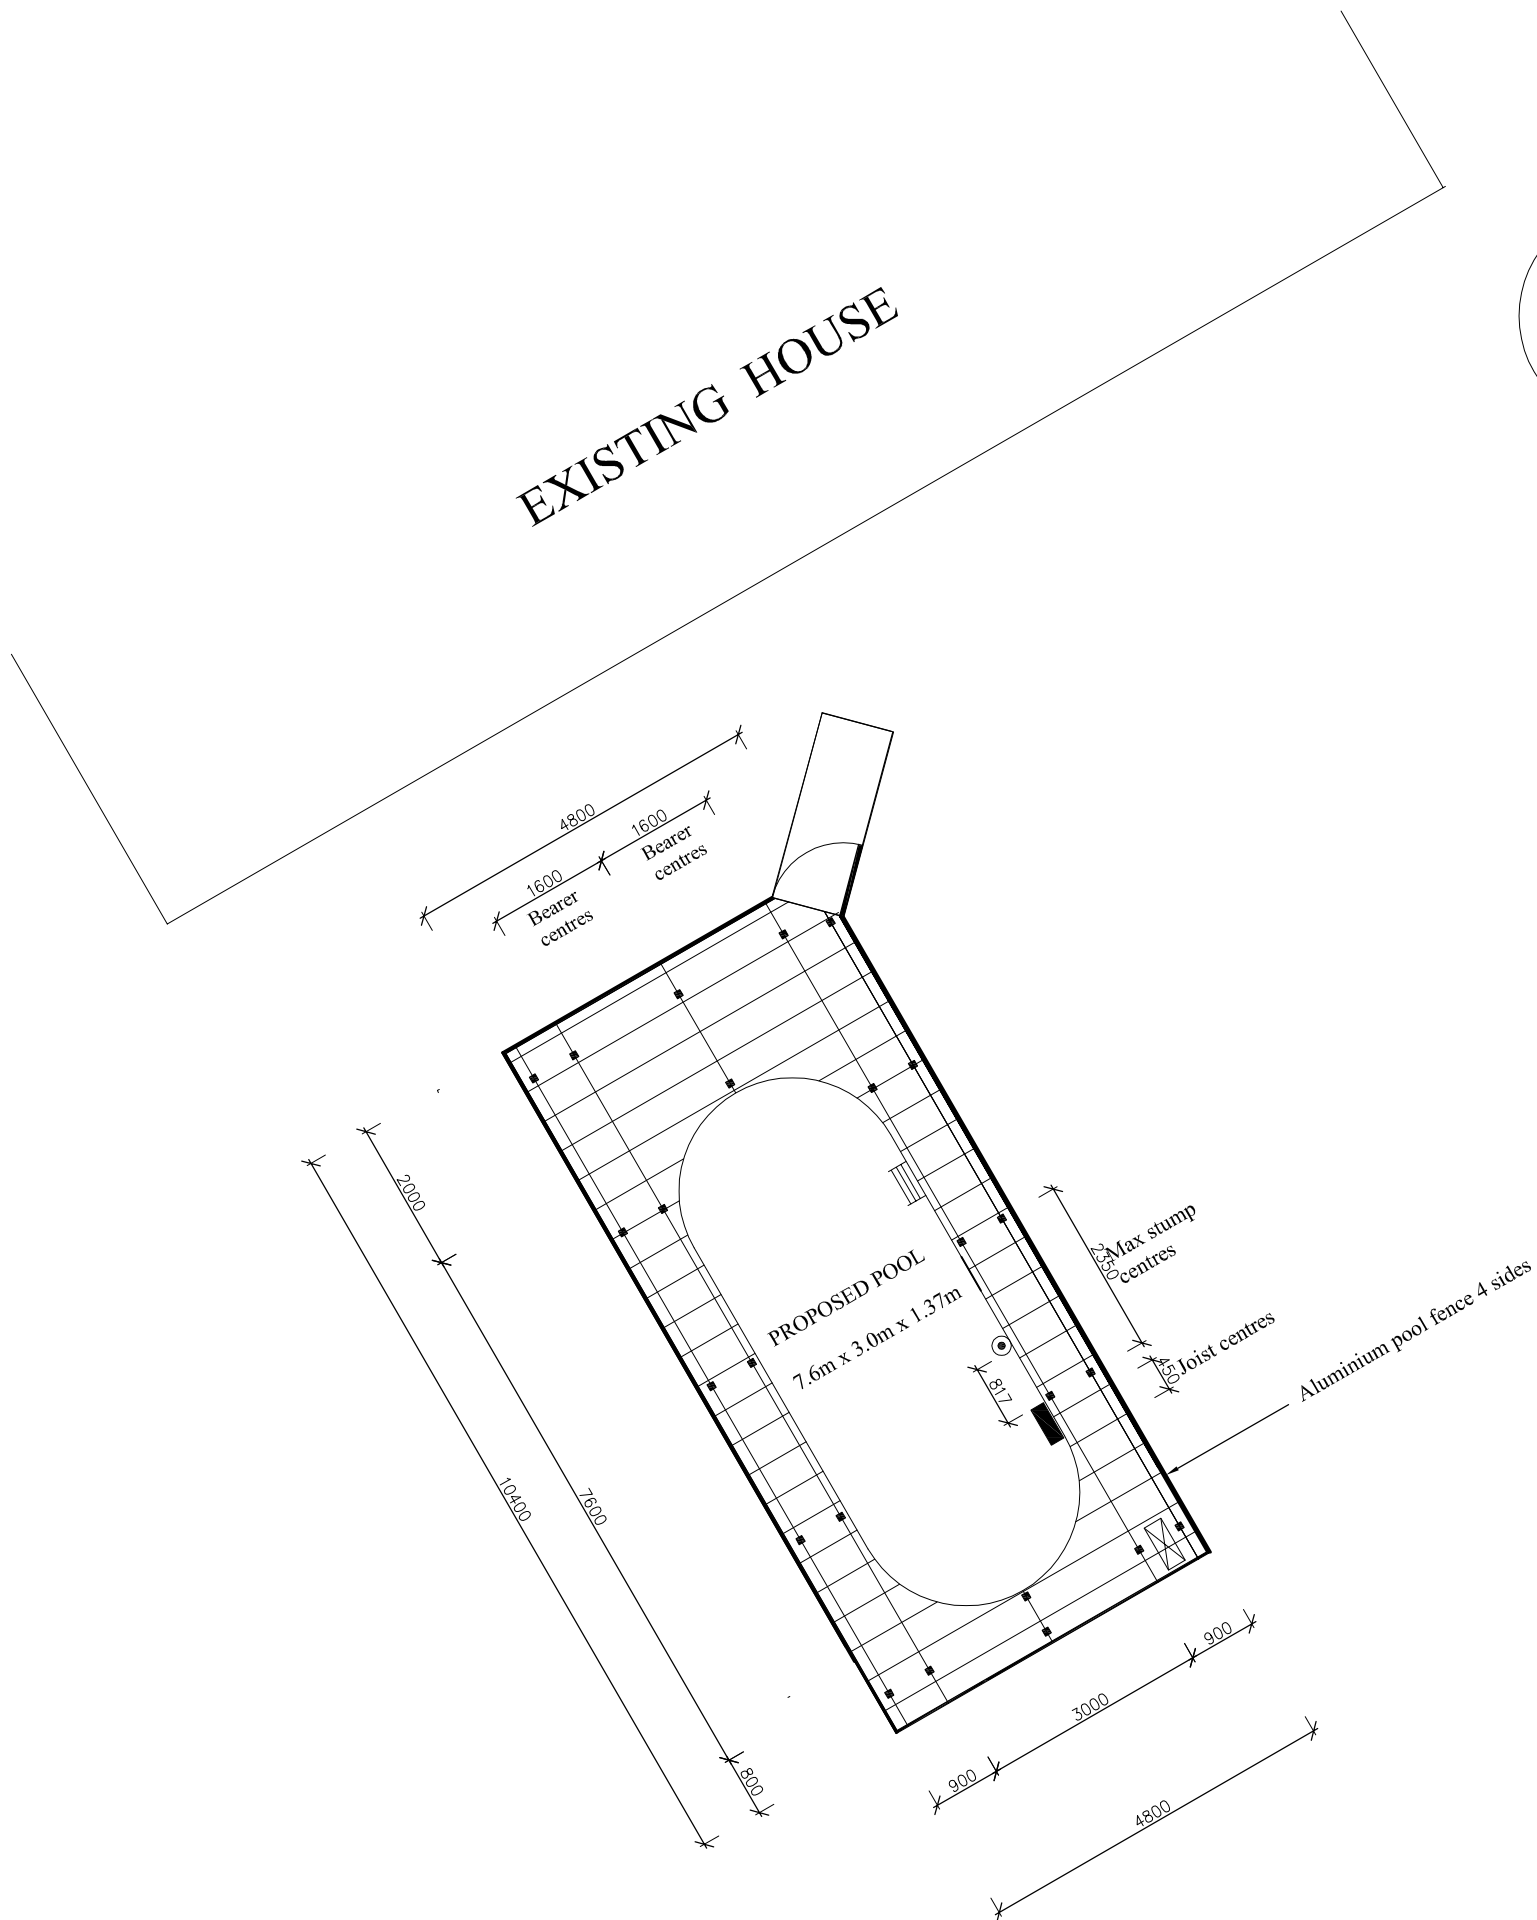 EXISTING HOUSE
4800
1600
Bearer
centres
1600
Bearer
centres
2000
10400
7600
800
PROPOSED POOL
7.6m x 3.0m x 1.37m
817
2350
Max stump
centres
450
Joist centres
Aluminium pool fence 4 sides
900
3000
900
4800